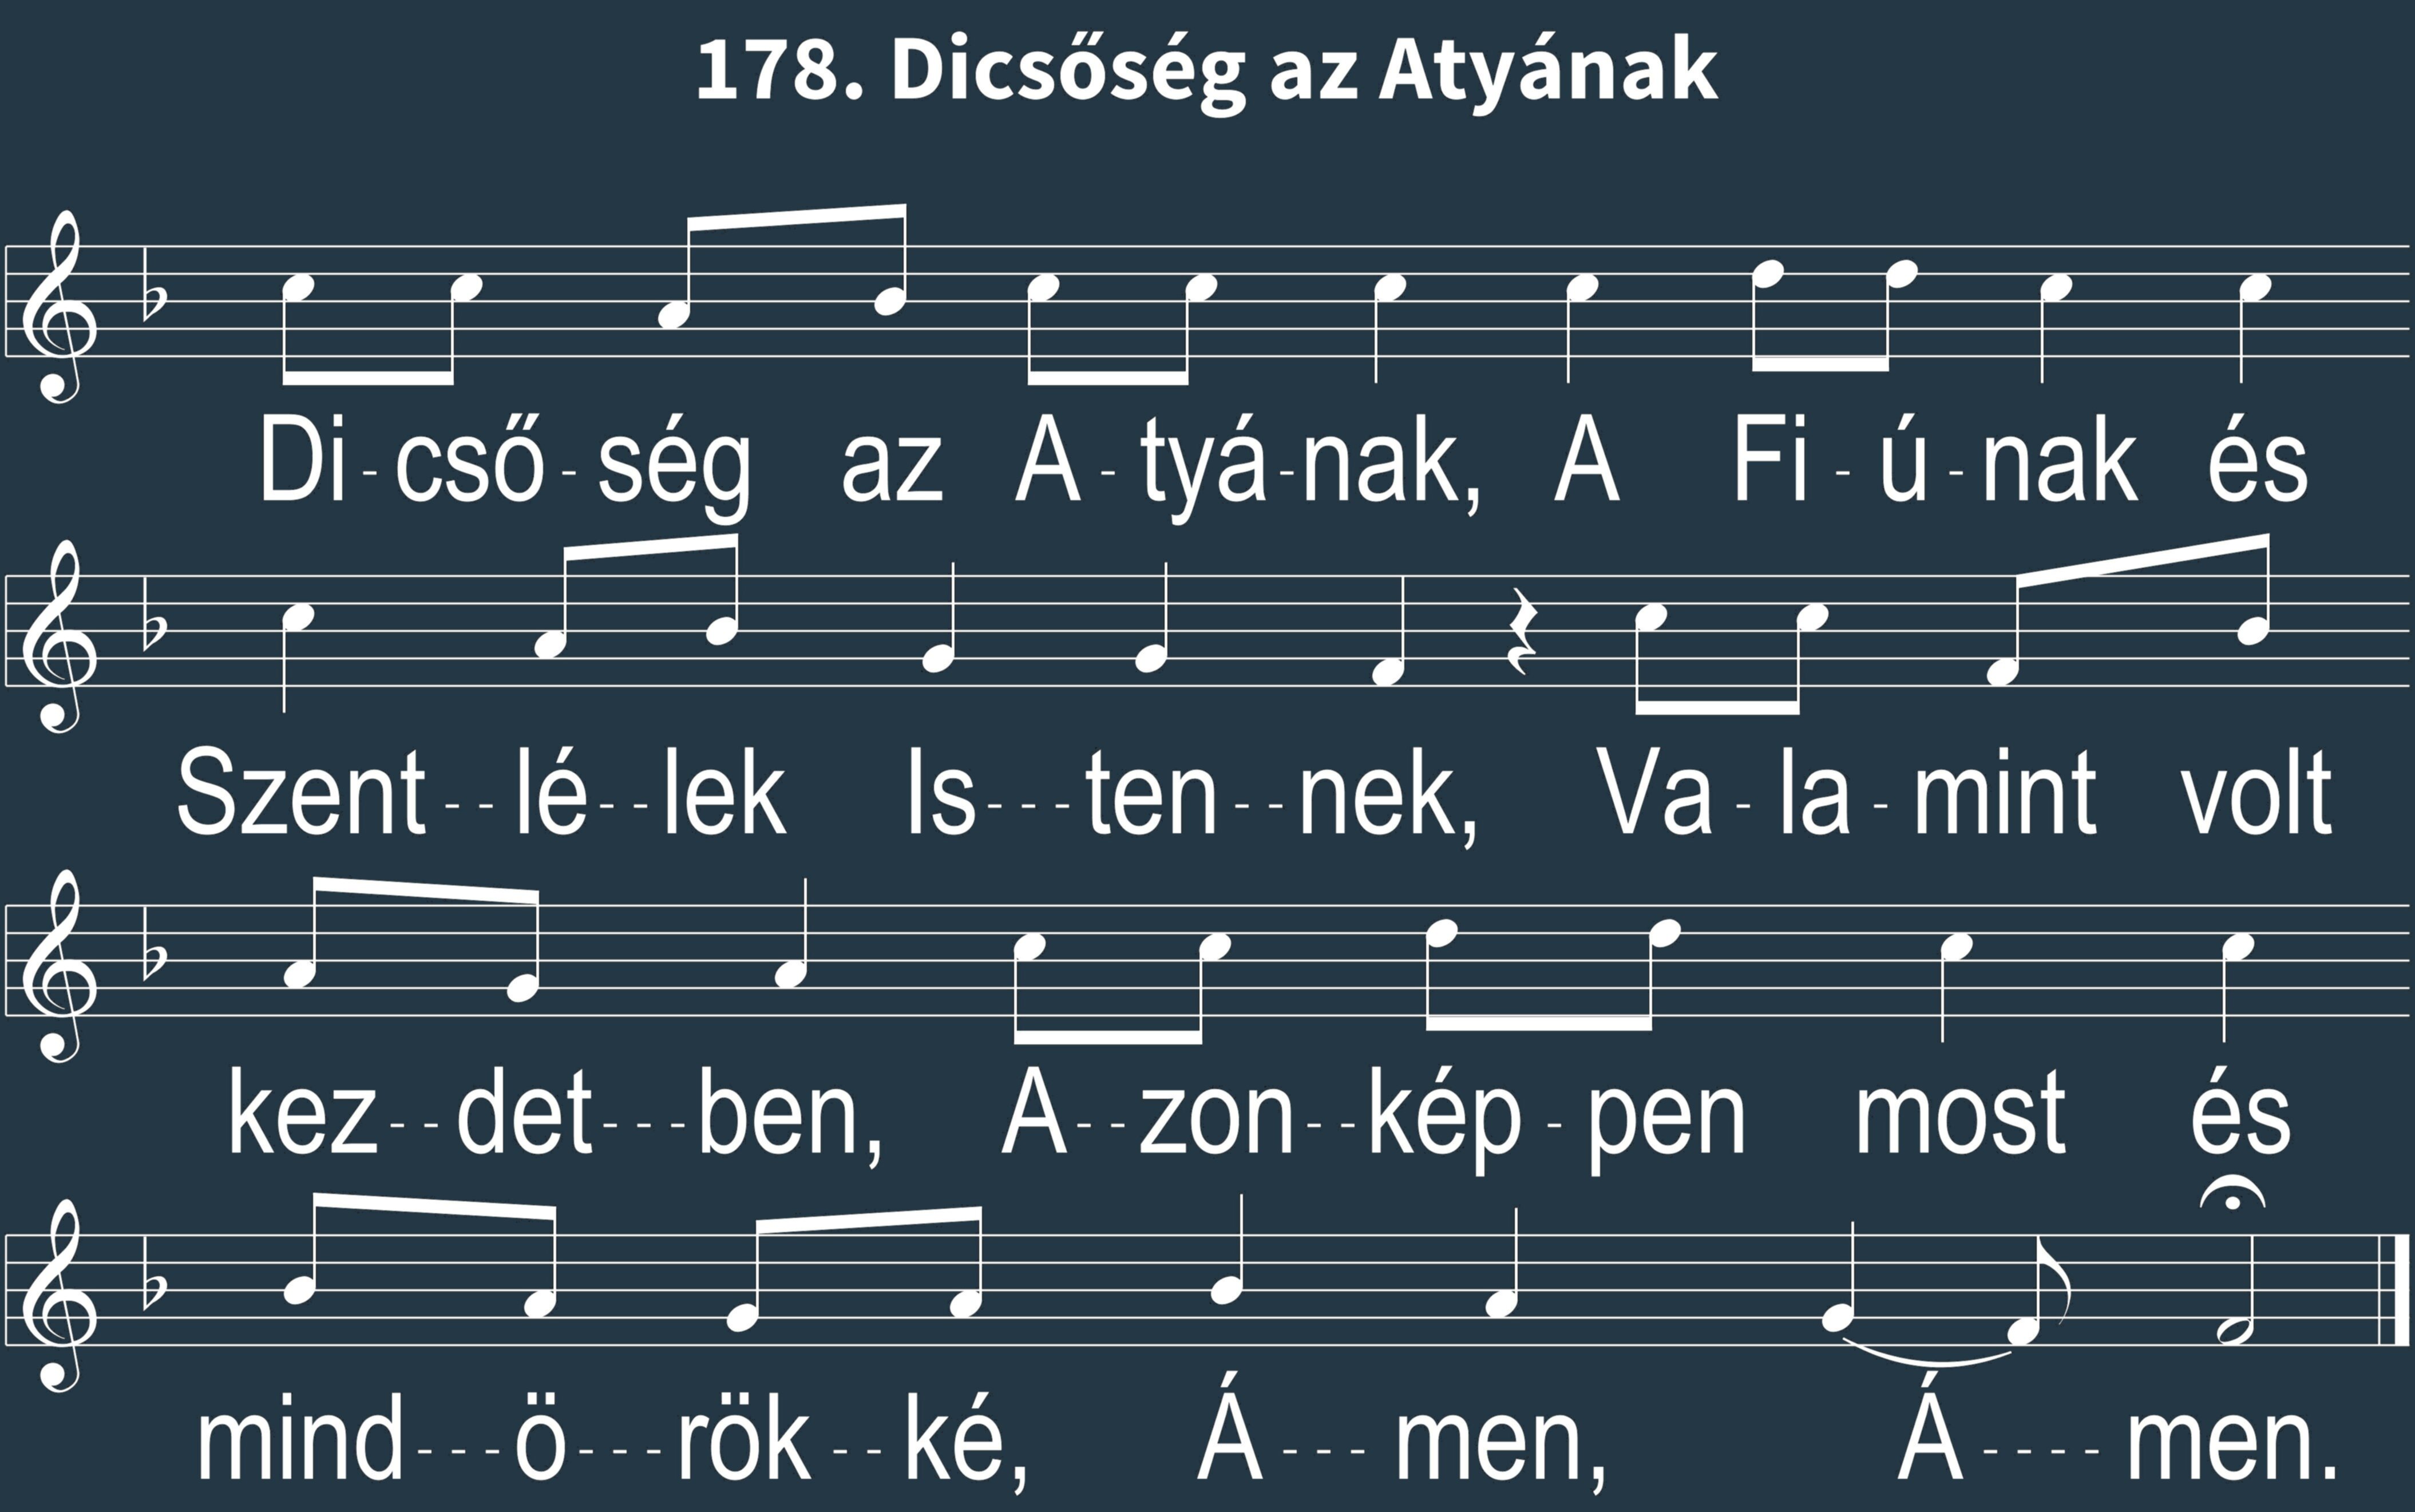 178. Dicsőség az Atyának
Di-cső-ség az A-tyá-nak, A Fi-ú-nak és
Szent--lé--lek Is---ten--nek, Va-la-mint volt
kez--det---ben, A--zon--kép-pen most és
mind---ö---rök--ké, Á---men, Á----men.